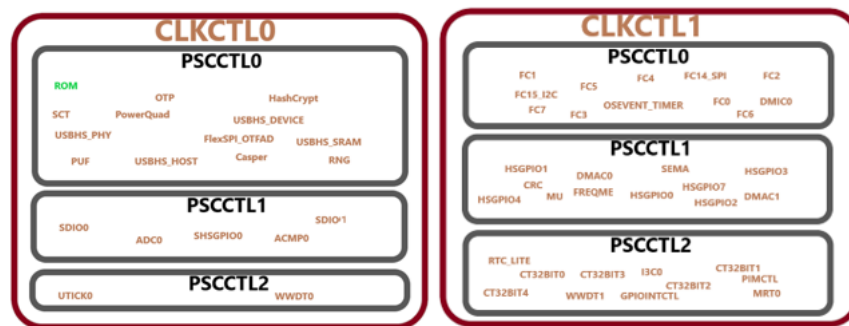 CLKCTL0
PSCCTL0
ROM
OTP HashCrypt
SCT PowerQuad USBHS_DEVICE
USBHS_PHY FlexSPI_OTFAD USBHS_SRAM
PUF USBHS_HOST Casper RNG
PSCCTL1
SDIO0 SDIO1
ADC0 SHSGPIO0 ACMP0
PSCCTL2
UTICK0 WWDT0
CLKCTL1
PSCCTL0
FC1 FC5 FC4 FC14_SPI FC2
FC15_I2C OSEVENT_TIMER FC0 DMIC0
FC7 FC3 FC6
PSCCTL1
HSGPIO1 DMAC0 SEMA HSGPIO3
CRC FREQME HSGPIO7
HSGPIO4 MU HSGPIO0 HSGPIO2 DMAC1
PSCCTL2
RTC_LITE CT32BIT0 CT32BIT3 I3C0 CT32BIT1
CT32BIT2 PIMCTL
CT32BIT4 WWDT1 GPIOINTCTL MRT0